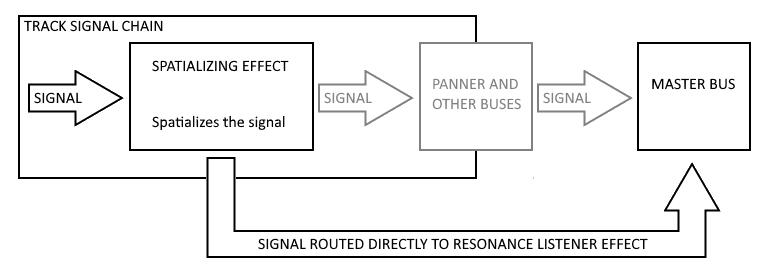 TRACK SIGNAL CHAIN
SIGNAL
SPATIALIZING EFFECT
Spatializes the signal
SIGNAL
PANNER AND
OTHER BUSES
SIGNAL
MASTER BUS
SIGNAL ROUTED DIRECTLY TO RESONANCE LISTENER EFFECT